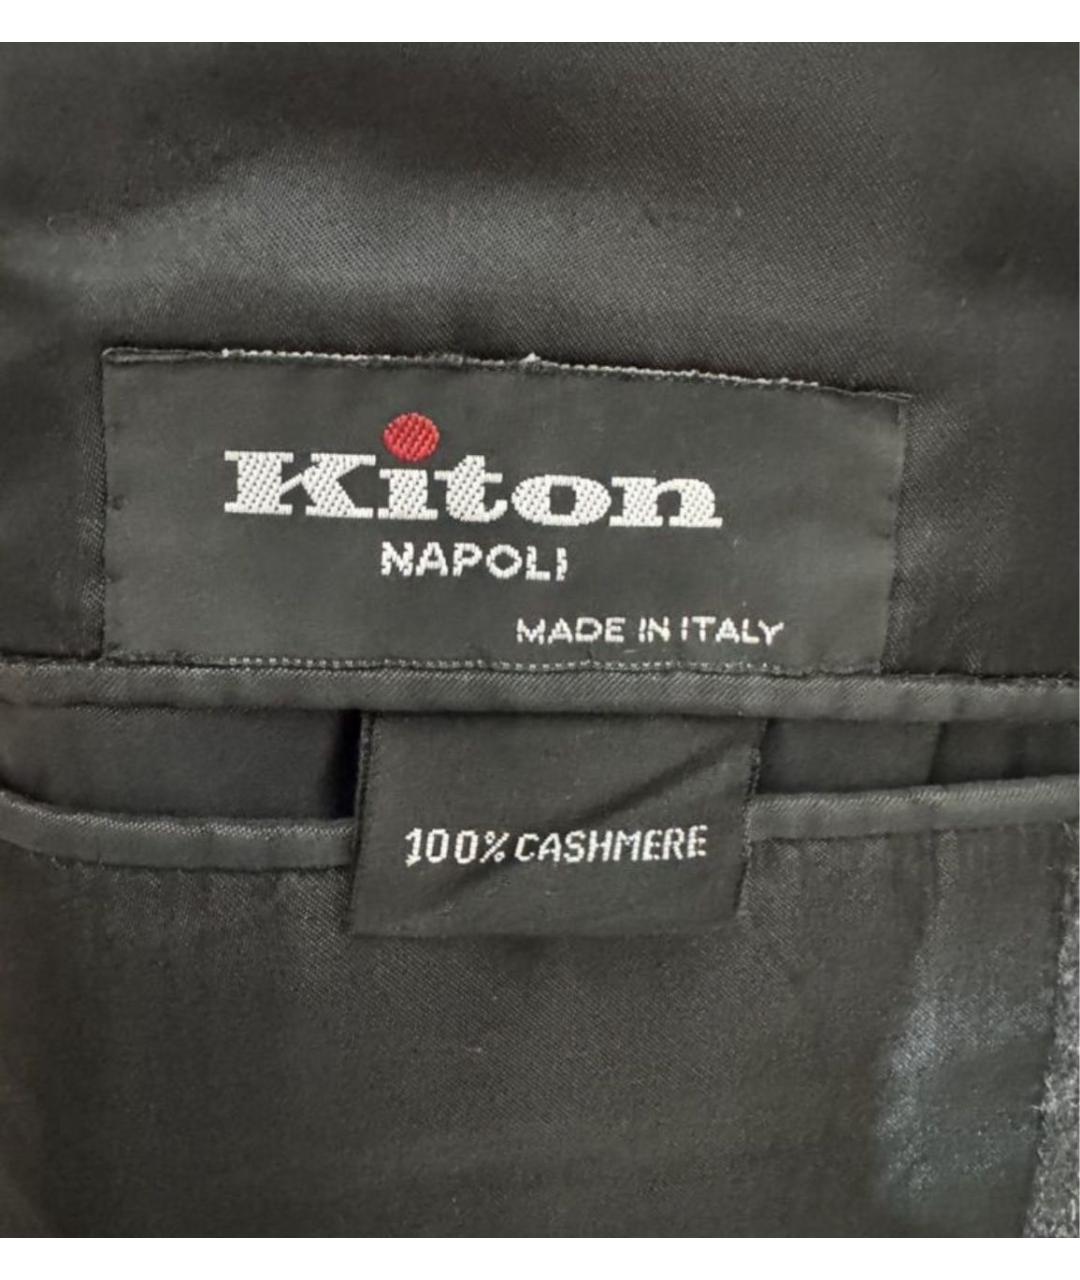 Kiton
NAPOLI
MADE IN ITALY
100% CASHMERE